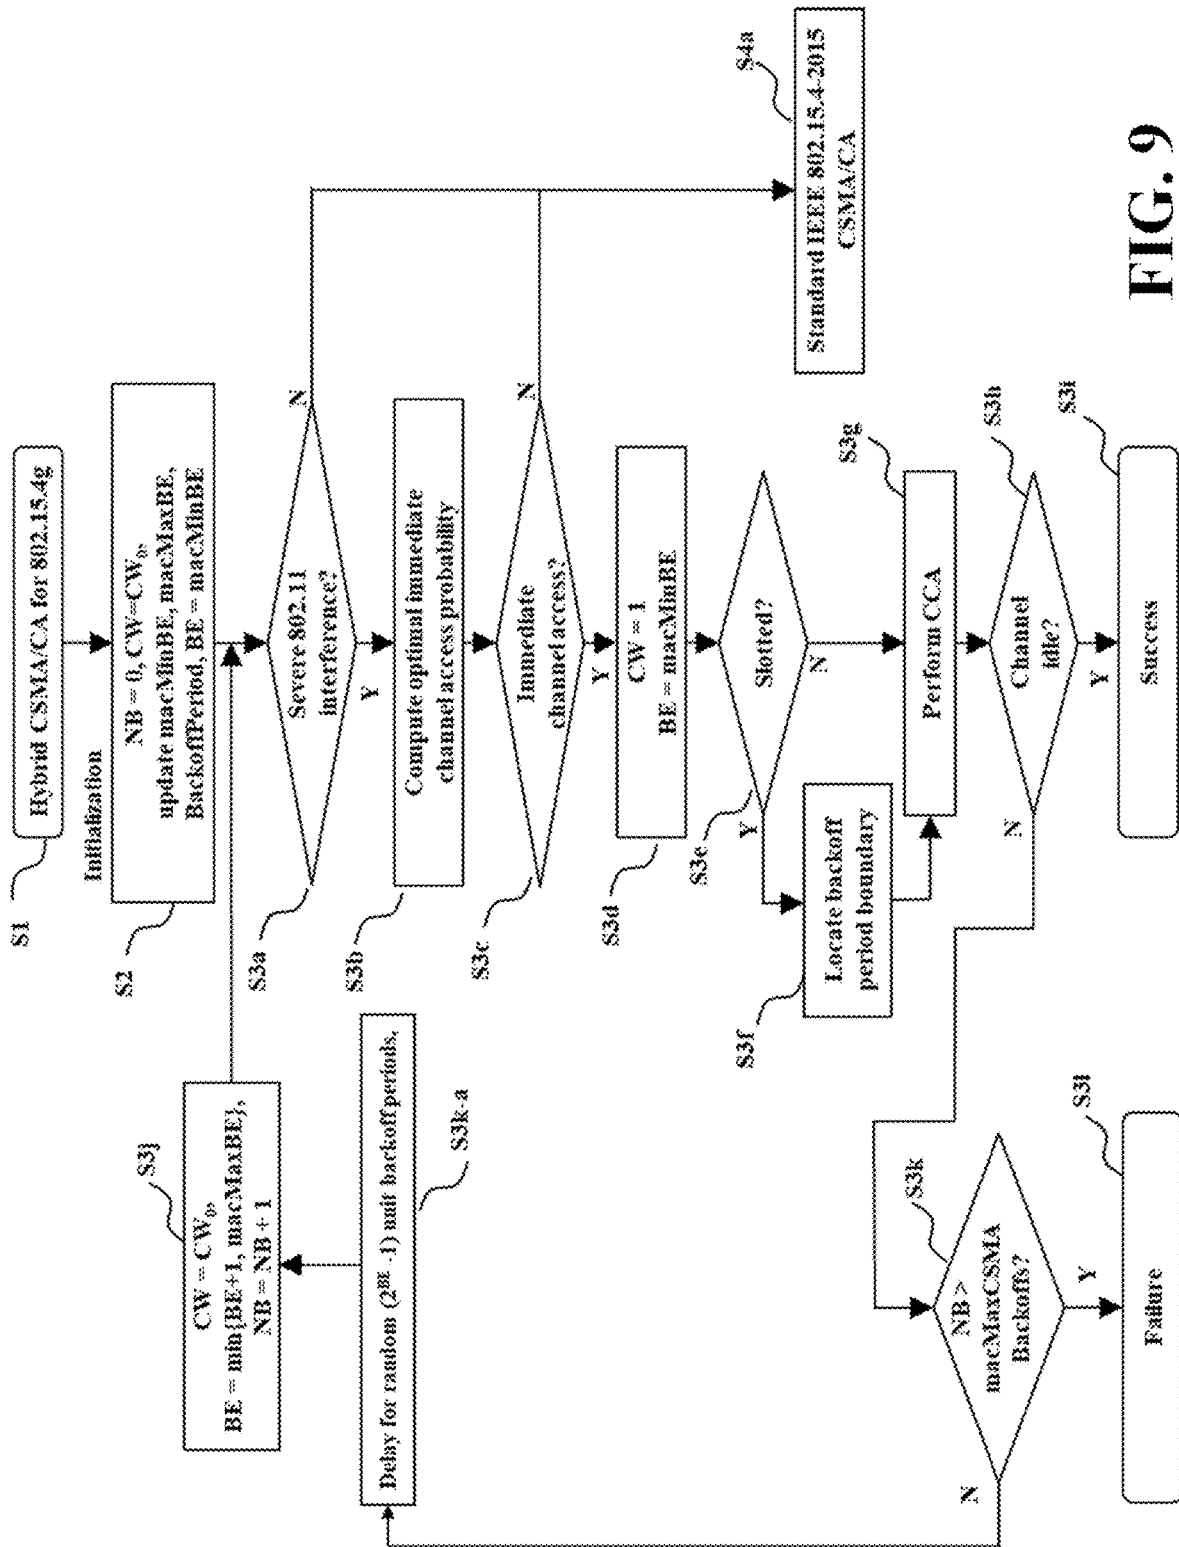 S1
Hybrid CSMA/CA for 802.15.4g
Initialization
S2
NB = 0, CW=CW0,
update macMinBE, macMaxBE,
BackoffPeriod, BE = macMinBE
S3j
CW = CW0,
BE = min{BE+1, macMaxBE},
NB = NB + 1
S3a
Severe 802.11
interference?
N
Y
S3k-a
Delay for random (2^BE -1) unit backoff periods,
S3b
Compute optimal immediate
channel access probability
S3c
Immediate
channel access?
N
Y
S3d
CW = 1
BE = macMinBE
S3e
Slotted?
Y
N
S3f
Locate backoff
period boundary
S3g
Perform CCA
S3h
Channel
idle?
N
Y
S3i
Success
S3k
NB >
macMaxCSMA
Backoffs?
N
Y
S3l
Failure
S4a
Standard IEEE 802.15.4-2015
CSMA/CA
FIG. 9